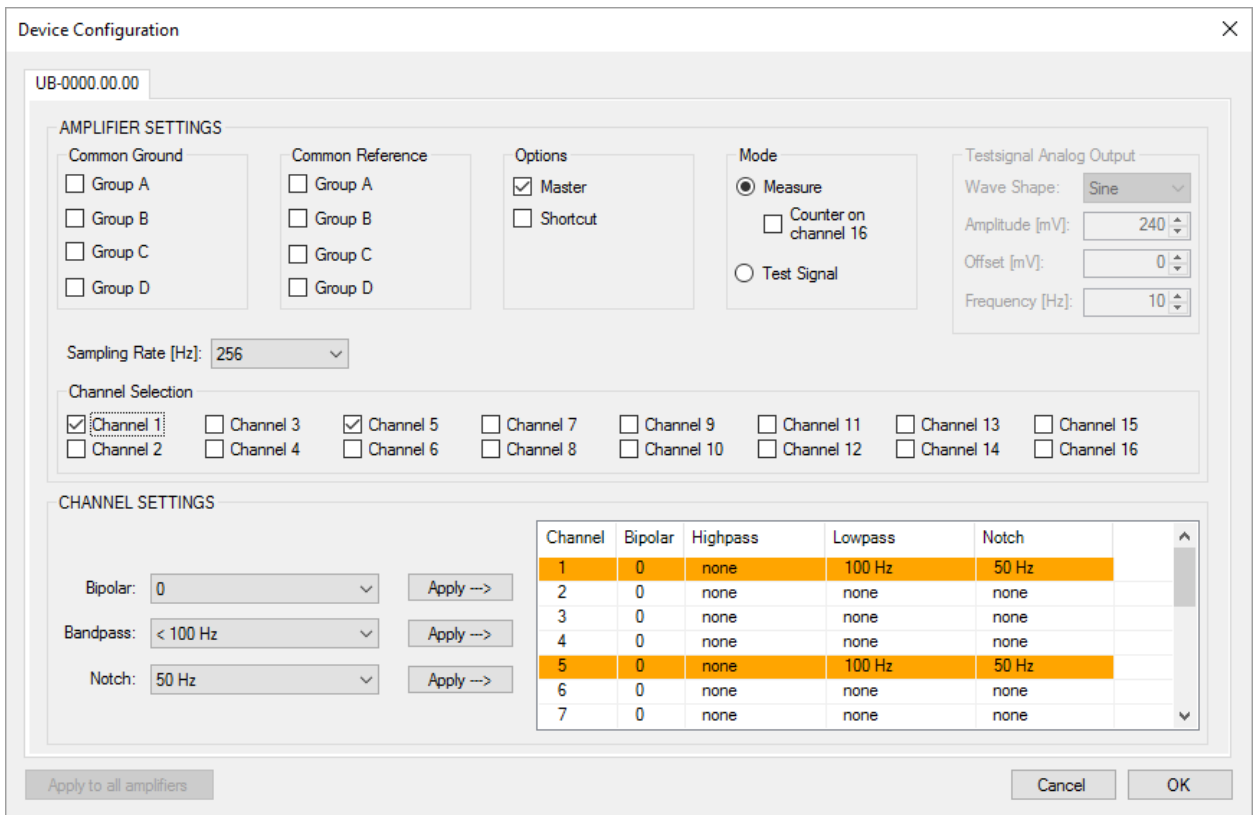 Device Configuration
UB-0000.00.00
AMPLIFIER SETTINGS
Common Ground
Group A
Group B
Group C
Group D
Common Reference
Group A
Group B
Group C
Group D
Options
Master
Shortcut
Mode
Measure
Counter on
channel 16
Test Signal
Testsignal Analog Output
Wave Shape: Sine
Amplitude [mV]: 240
Offset [mV]: 0
Frequency [Hz]: 10
Sampling Rate [Hz]: 256
Channel Selection
Channel 1 Channel 3 Channel 5 Channel 7 Channel 9 Channel 11 Channel 13 Channel 15
Channel 2 Channel 4 Channel 6 Channel 8 Channel 10 Channel 12 Channel 14 Channel 16
CHANNEL SETTINGS
Bipolar: 0 Apply --->
Bandpass: < 100 Hz Apply --->
Notch: 50 Hz Apply --->
Channel Bipolar Highpass Lowpass Notch
1 0 none 100 Hz 50 Hz
2 0 none none none
3 0 none none none
4 0 none none none
5 0 none 100 Hz 50 Hz
6 0 none none none
7 0 none none none
Apply to all amplifiers
Cancel
OK